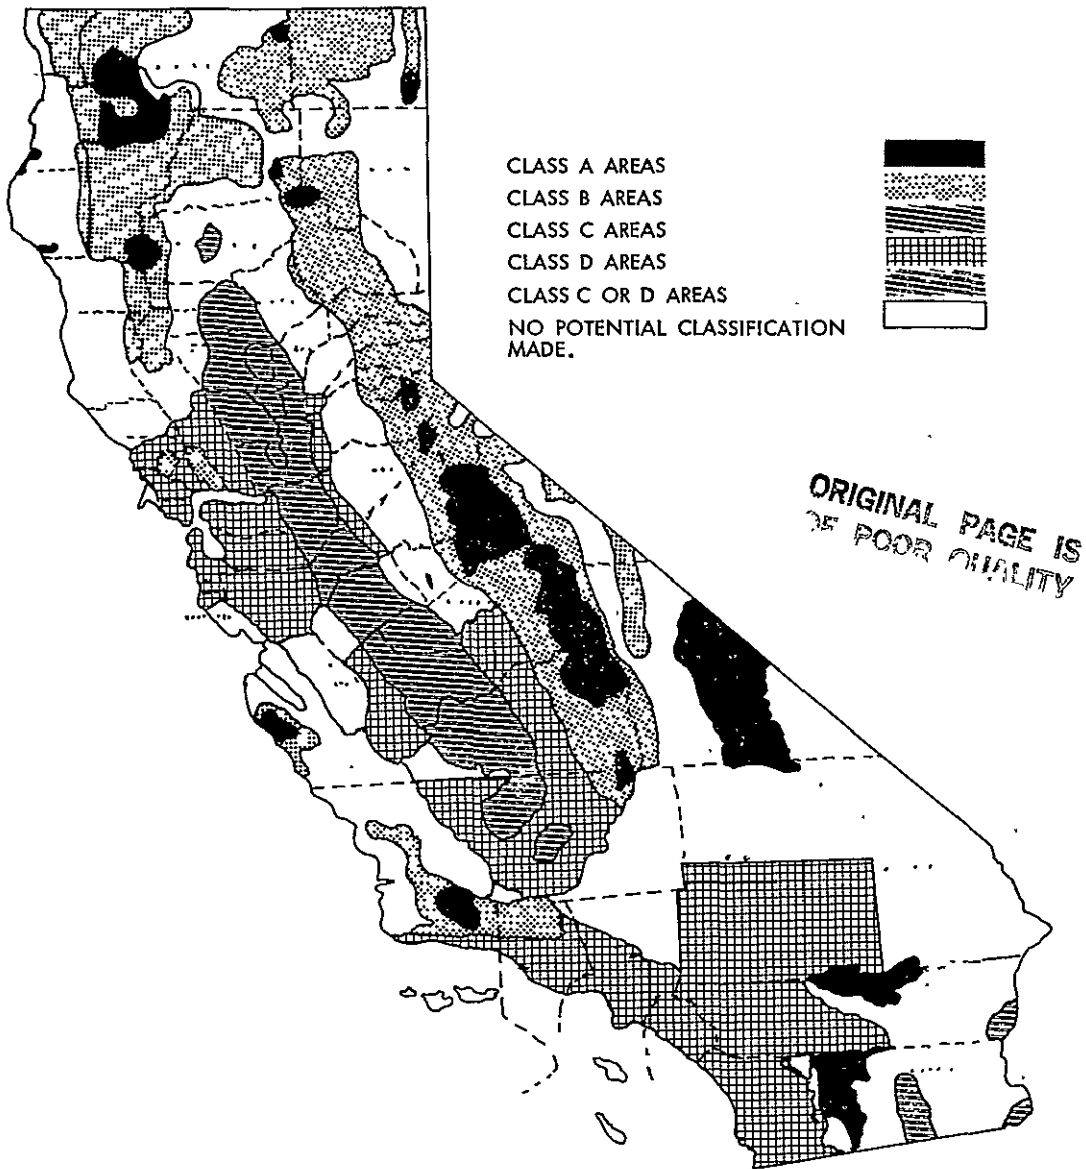 CLASS A AREAS
CLASS B AREAS
CLASS C AREAS
CLASS D AREAS
CLASS C OR D AREAS
NO POTENTIAL CLASSIFICATION
MADE.
ORIGINAL PAGE IS
OF POOR QUALITY